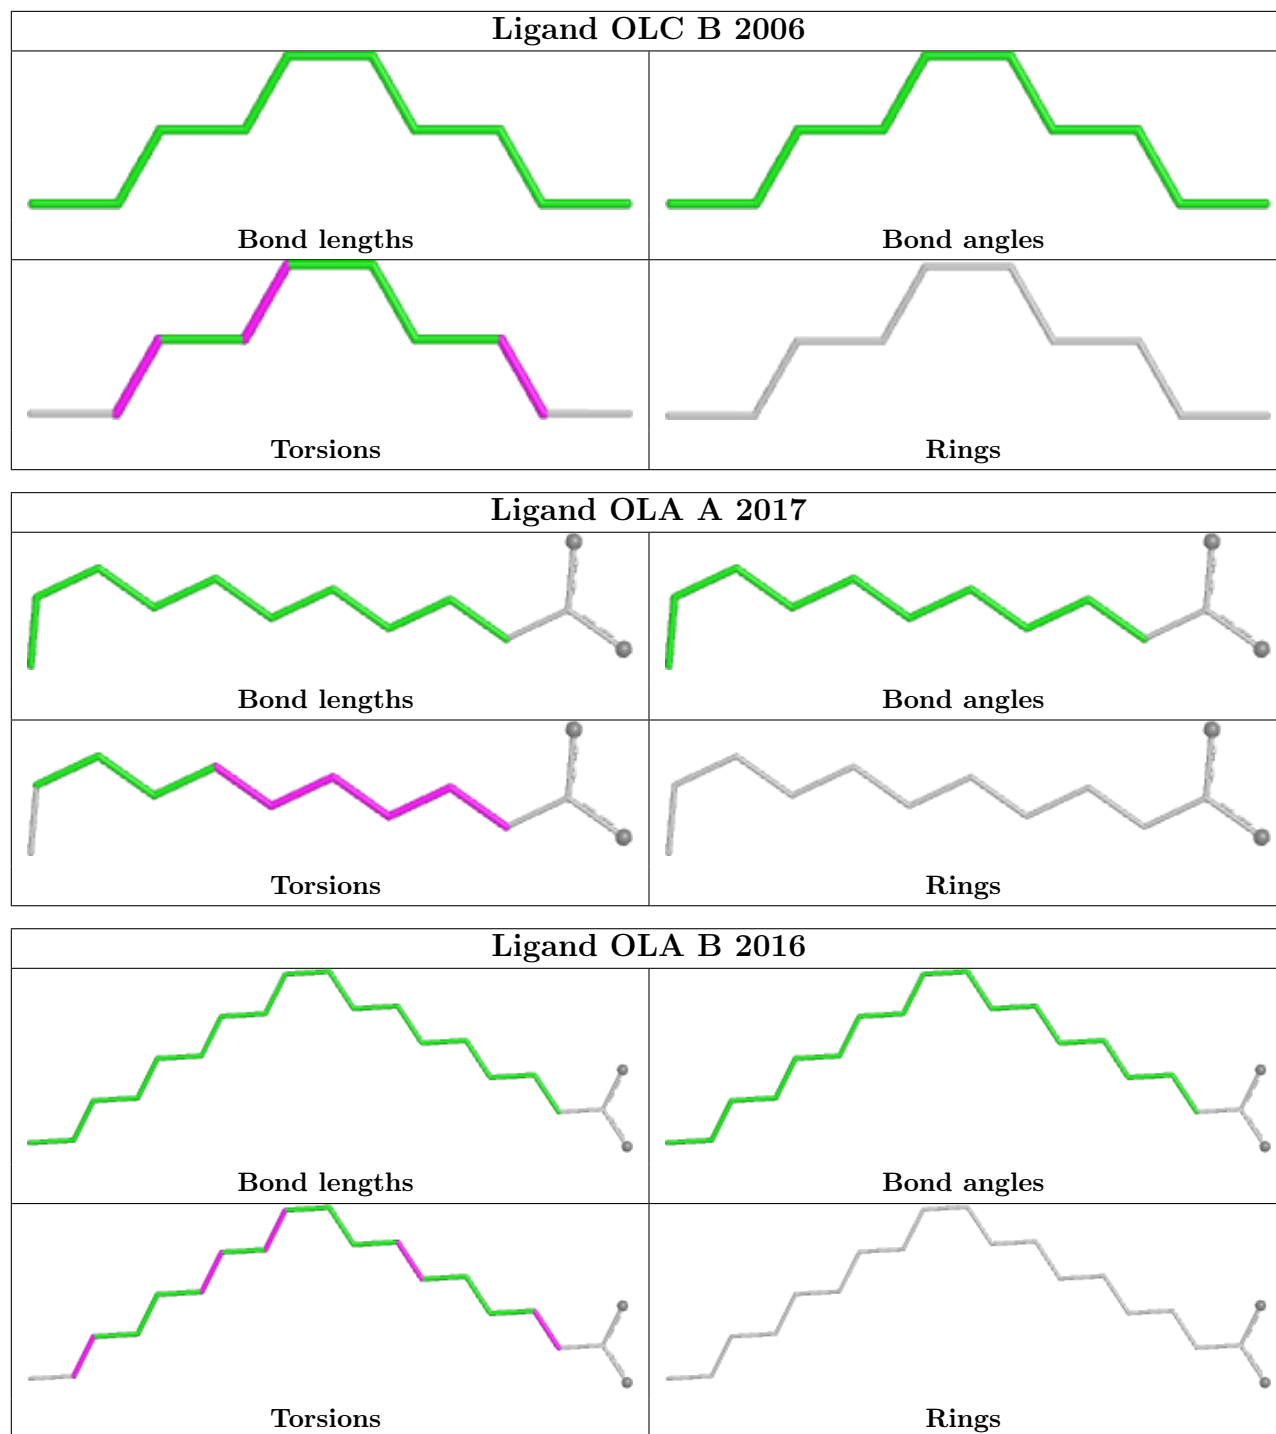 Ligand OLC B 2006
Bond lengths
Bond angles
Torsions
Rings
Ligand OLA A 2017
Bond lengths
Bond angles
Torsions
Rings
Ligand OLA B 2016
Bond lengths
Bond angles
Torsions
Rings